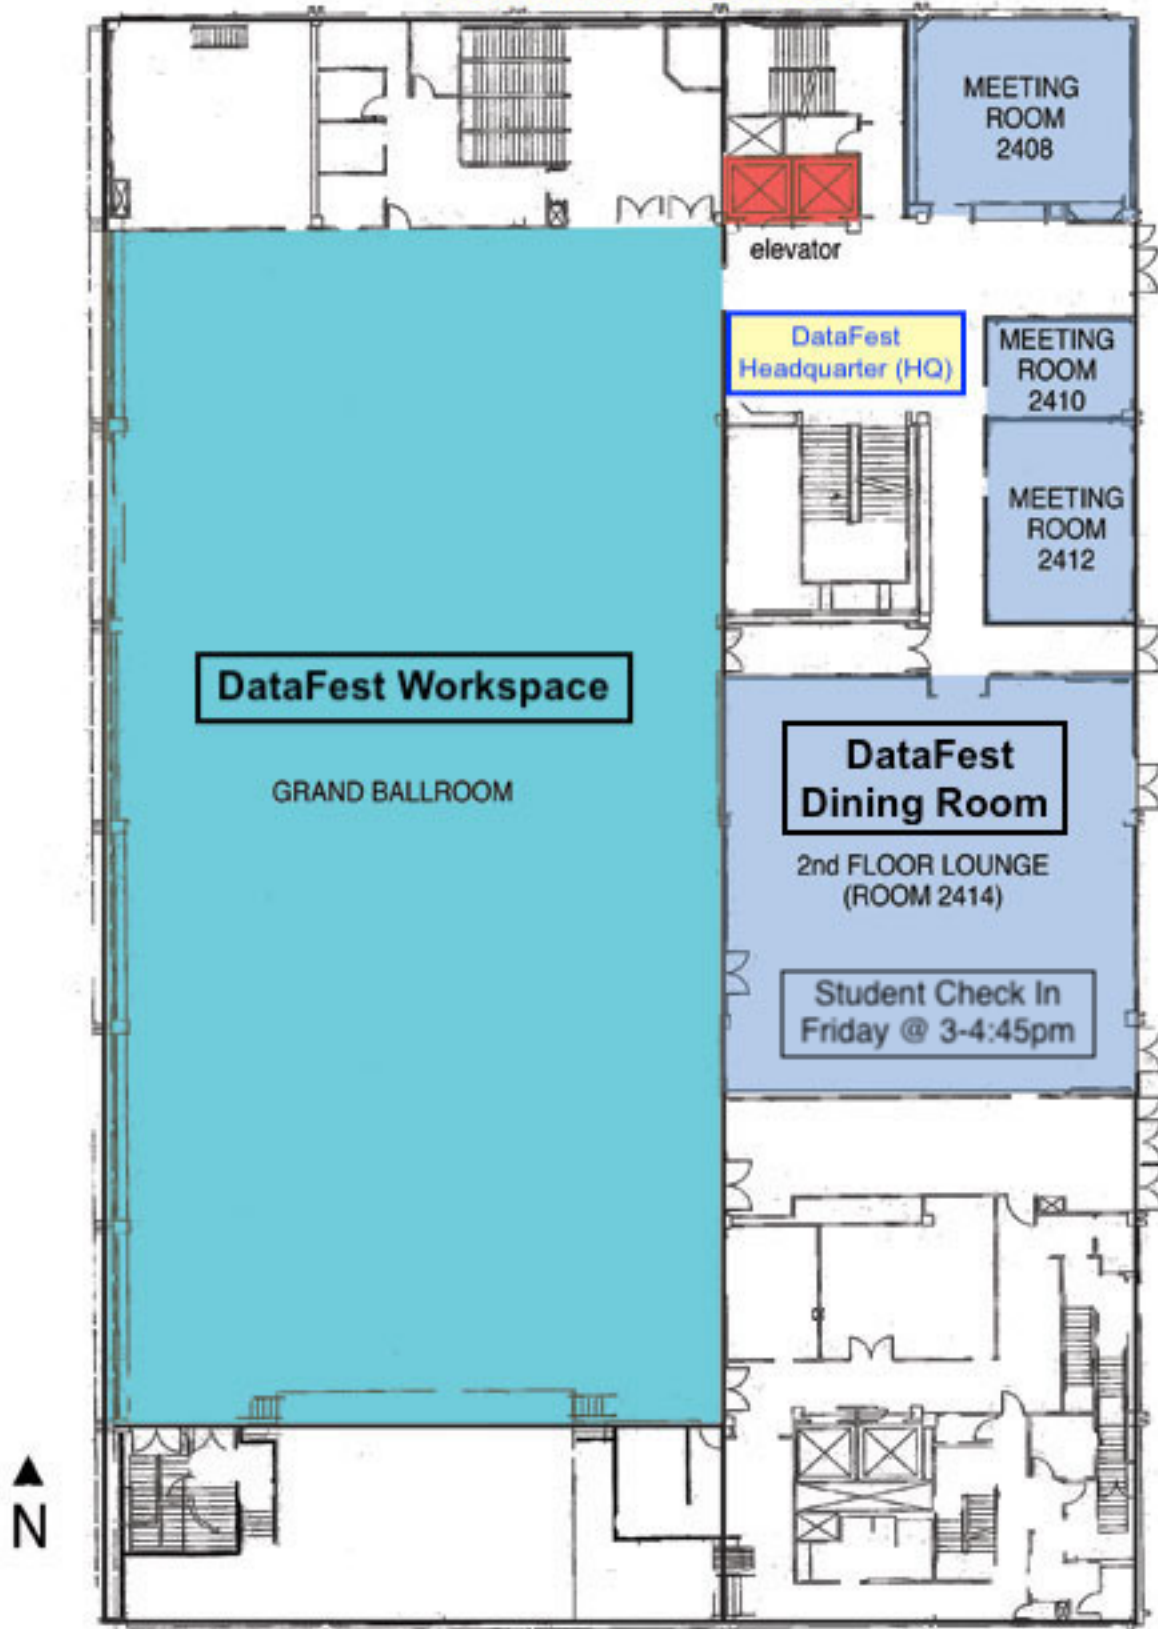 MEETING
ROOM
2408
elevator
DataFest
Headquarter (HQ)
MEETING
ROOM
2410
MEETING
ROOM
2412
DataFest Workspace
GRAND BALLROOM
DataFest
Dining Room
2nd FLOOR LOUNGE
(ROOM 2414)
Student Check In
Friday @ 3-4:45pm
N